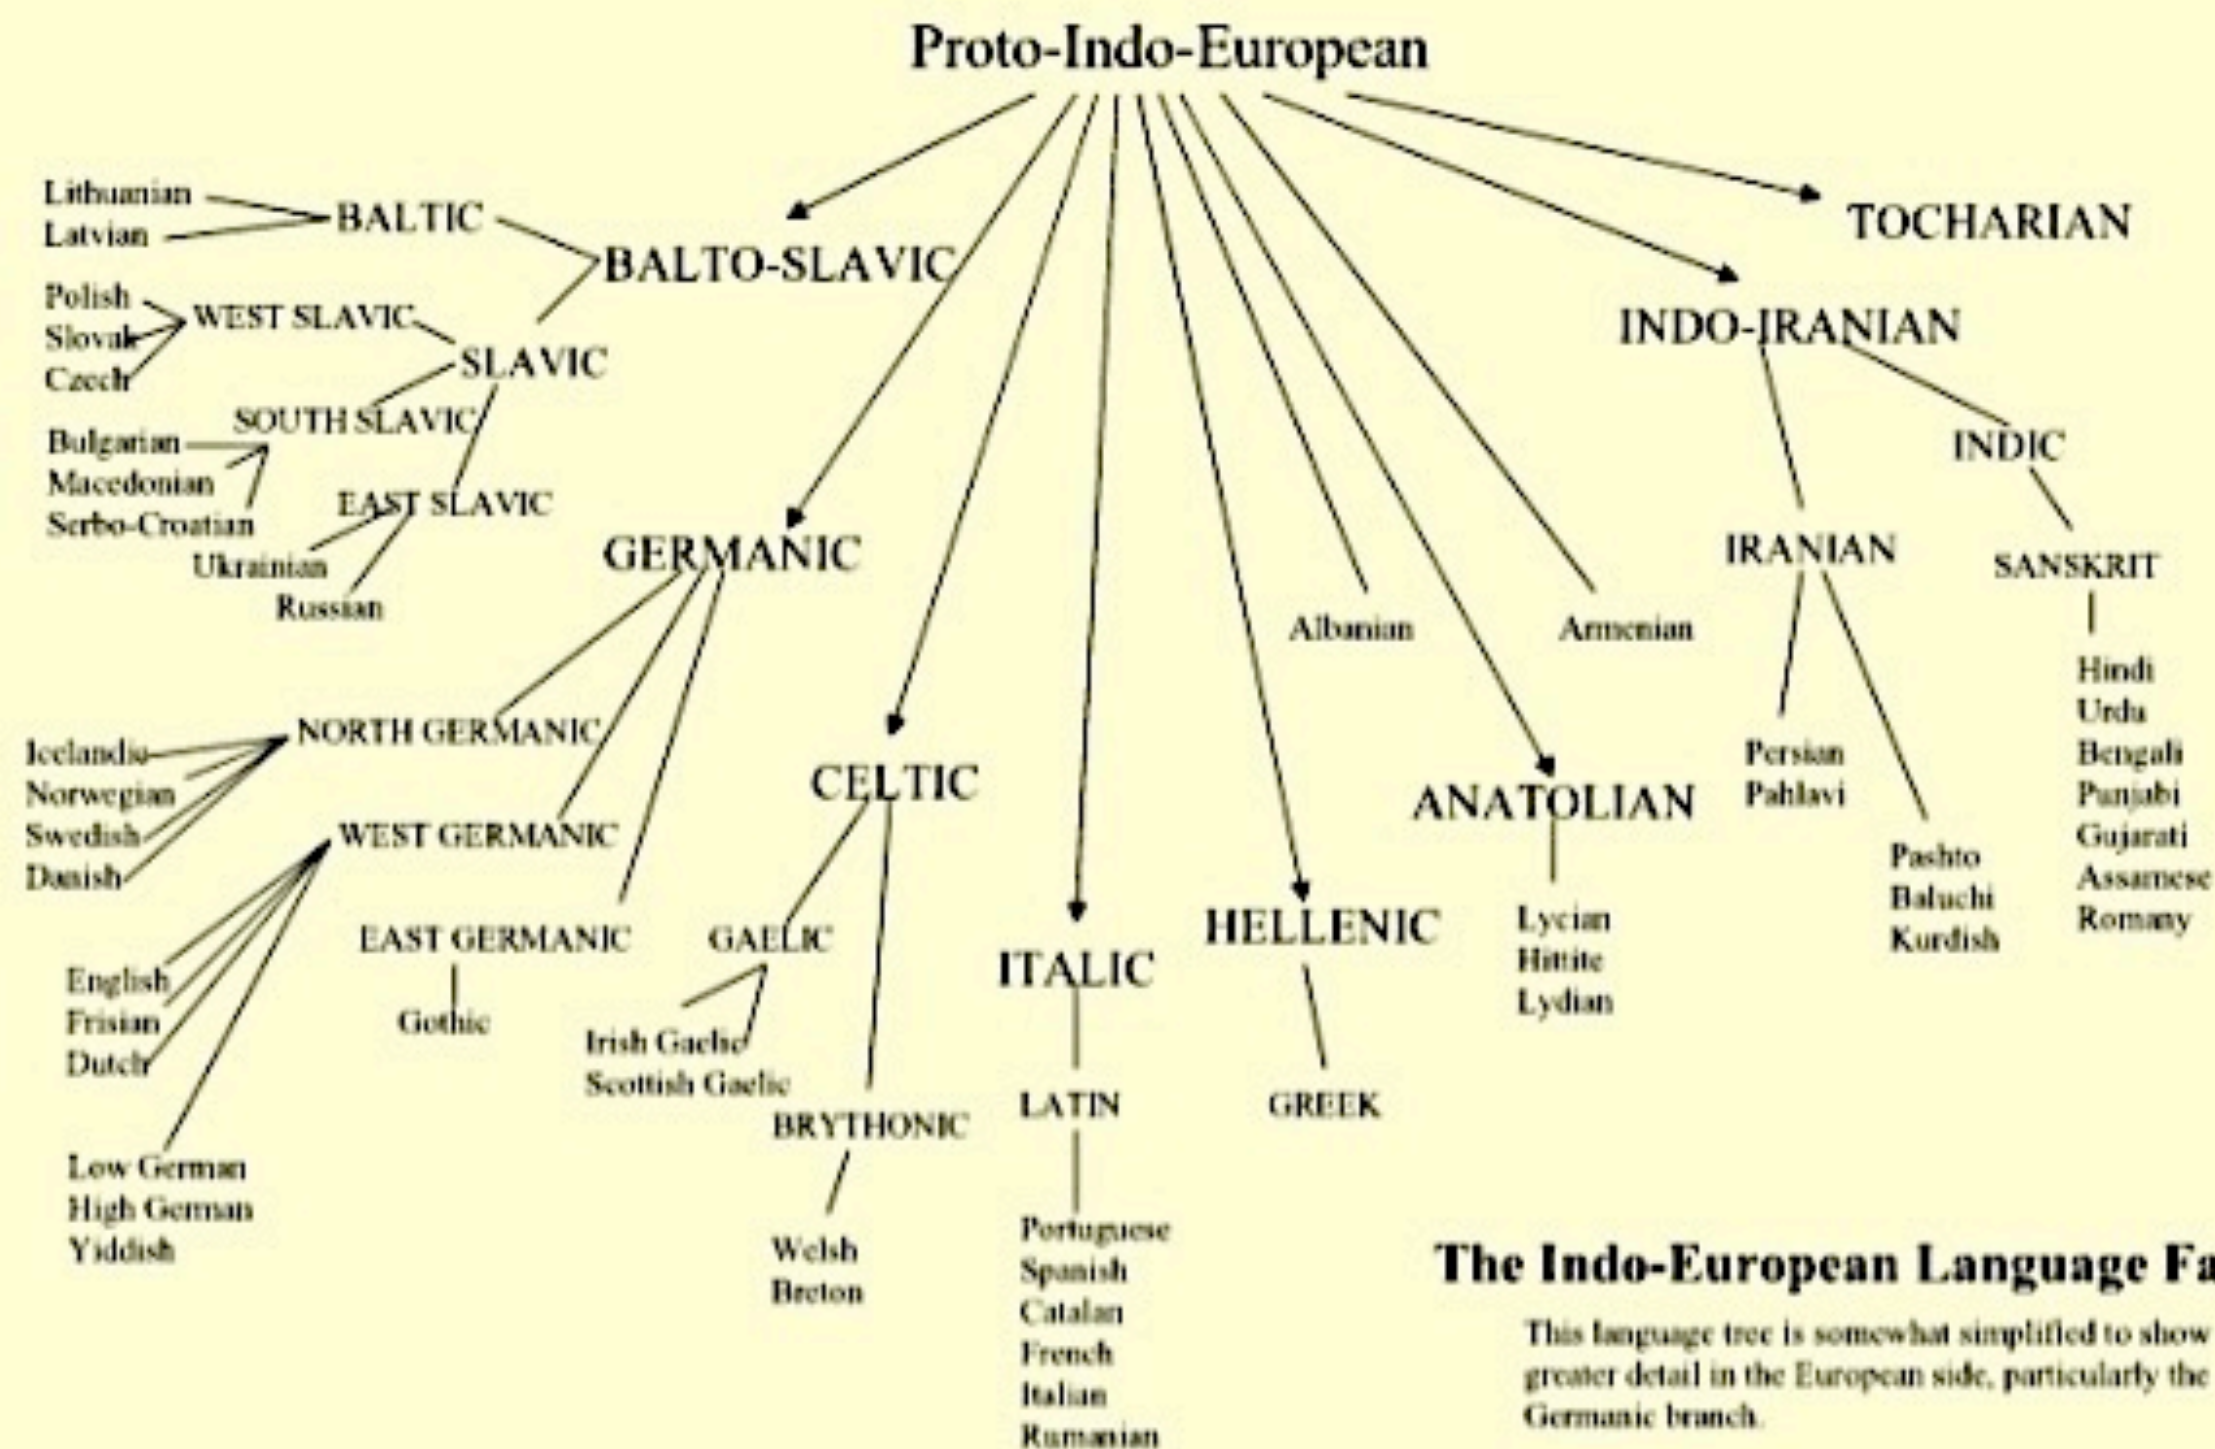 Proto-Indo-European
Lithuanian
Latvian
BALTIC
BALTO-SLAVIC
TOCHARIAN
Polish
Slovak
Czech
WEST SLAVIC
SLAVIC
INDO-IRANIAN
SOUTH SLAVIC
Bulgarian
Macedonian
Serbo-Croatian
EAST SLAVIC
Ukrainian
Russian
INDIC
IRANIAN
SANSKRIT
GERMANIC
Albanian
Armenian
Hindi
Urdu
Bengali
Punjabi
Gujarati
Assamese
Romany
NORTH GERMANIC
Icelandic
Norwegian
Swedish
Danish
WEST GERMANIC
CELTIC
ANATOLIAN
Persian
Pahlavi
Pashto
Baluchi
Kurdish
EAST GERMANIC
GAELIC
ITALIC
HELLENIC
Lycian
Hittite
Lydian
English
Frisian
Dutch
Gothic
Irish Gaelic
Scottish Gaelic
BRYTHONIC
LATIN
GREEK
Low German
High German
Yiddish
Welsh
Breton
Portuguese
Spanish
Catalan
French
Italian
Rumanian
The Indo-European Language Fa
This language tree is somewhat simplified to show
greater detail in the European side, particularly the
Germanic branch.